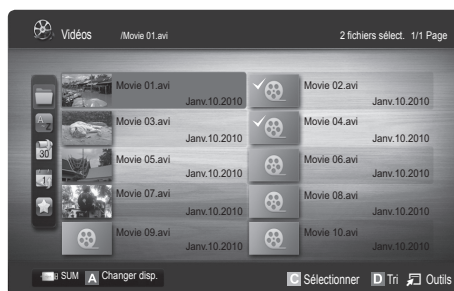 Vidéos /Movie 01.avi 2 fichiers sélect. 1/1 Page
Movie 01.avi Movie 02.avi
Janv.10.2010 Janv.10.2010
Movie 03.avi Movie 04.avi
Janv.10.2010 Janv.10.2010
Movie 05.avi Movie 06.avi
Janv.10.2010 Janv.10.2010
Movie 07.avi Movie 08.avi
Janv.10.2010 Janv.10.2010
Movie 09.avi Movie 10.avi
Janv.10.2010 Janv.10.2010
SUM A Changer disp. C Sélectionner D Tri Outils